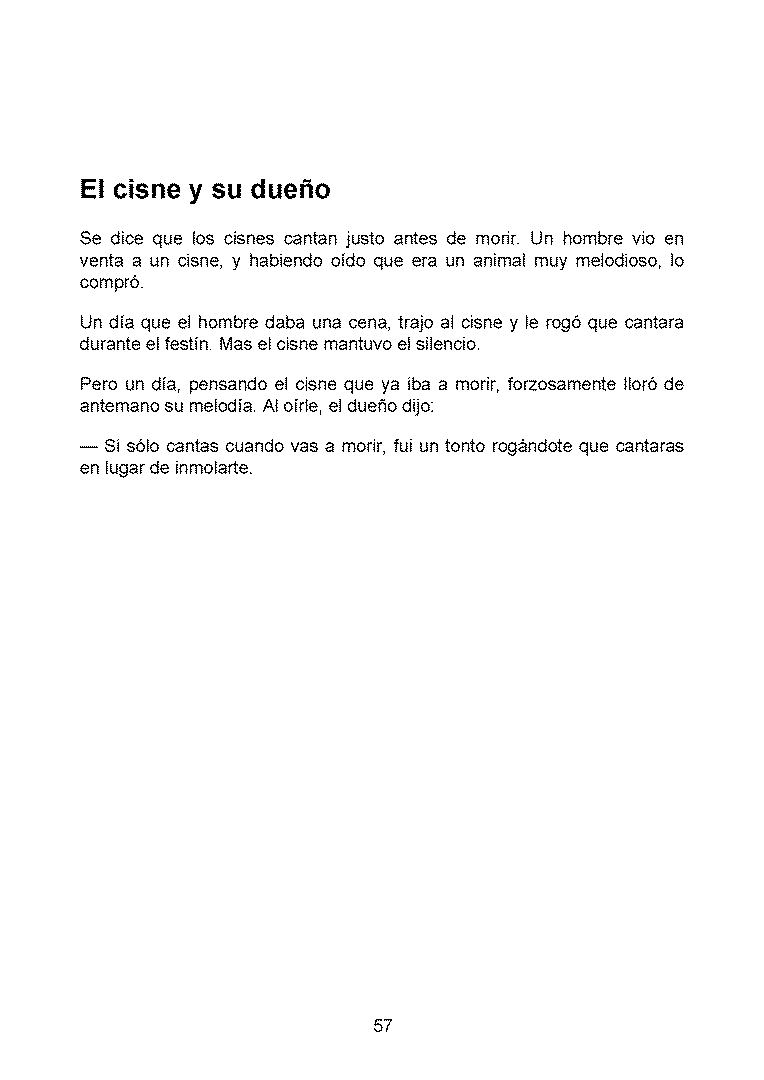 El cisne y su dueño
Se dice que los cisnes cantan justo antes de morir. Un hombre vio en
venta a un cisne, y habiendo oído que era un animal muy melodioso, lo
compró.
Un día que el hombre daba una cena, trajo al cisne y le rogó que cantara
durante el festín. Mas el cisne mantuvo el silencio.
Pero un día, pensando el cisne que ya iba a morir, forzosamente lloró de
antemano su melodía. Al oírle, el dueño dijo:
— Si sólo cantas cuando vas a morir, fui un tonto rogándote que cantaras
en lugar de inmolarte.
57